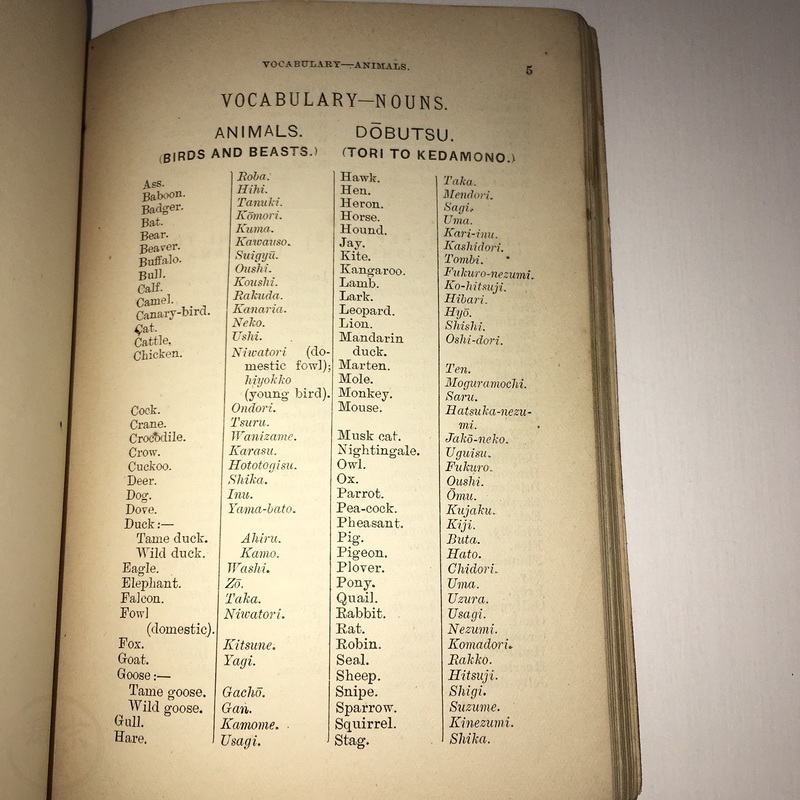 VOCABULARY—ANIMALS. 5
VOCABULARY—NOUNS.
ANIMALS. DŌBUTSU.
(BIRDS AND BEASTS.) (TORI TO KEDAMONO.)
Ass. Roba.
Baboon. Hihi.
Badger. Tanuki.
Bat. Kōmori.
Bear. Kuma.
Beaver. Kawauso.
Buffalo. Suigyū.
Bull. Oushi.
Calf. Koushi.
Camel. Rakuda.
Canary-bird. Kanaria.
Cat. Neko.
Cattle. Ushi.
Chicken. Niwatori (do-
mestic fowl);
hiyokko
(young bird).
Cock. Ondori.
Crane. Tsuru.
Crocodile. Wanizame.
Crow. Karasu.
Cuckoo. Hototogisu.
Deer. Shika.
Dog. Inu.
Dove. Yama-bato.
Duck:—
Tame duck. Ahiru.
Wild duck. Kamo.
Eagle. Washi.
Elephant. Zō.
Falcon. Taka.
Fowl Niwatori.
(domestic).
Fox. Kitsune.
Goat. Yagi.
Goose:—
Tame goose. Gachō.
Wild goose. Gan.
Gull. Kamome.
Hare. Usagi.
Hawk. Taka.
Hen. Mendori.
Heron. Sagi.
Horse. Uma.
Hound. Kari-inu.
Jay. Kashidori.
Kite. Tombi.
Kangaroo. Fukuro-nezumi.
Lamb. Ko-hitsuji.
Lark. Hibari.
Leopard. Hyō.
Lion. Shishi.
Mandarin Oshi-dori.
duck.
Marten. Ten.
Mole. Moguramochi.
Monkey. Saru.
Mouse. Hatsuka-nezu-
mi.
Musk cat. Jakō-neko.
Nightingale. Uguisu.
Owl. Fukuro.
Ox. Oushi.
Parrot. Ōmu.
Pea-cock. Kujaku.
Pheasant. Kiji.
Pig. Buta.
Pigeon. Hato.
Plover. Chidori.
Pony. Uma.
Quail. Uzura.
Rabbit. Usagi.
Rat. Nezumi.
Robin. Komadori.
Seal. Rakko.
Sheep. Hitsuji.
Snipe. Shigi.
Sparrow. Suzume.
Squirrel. Kinezumi.
Stag. Shika.